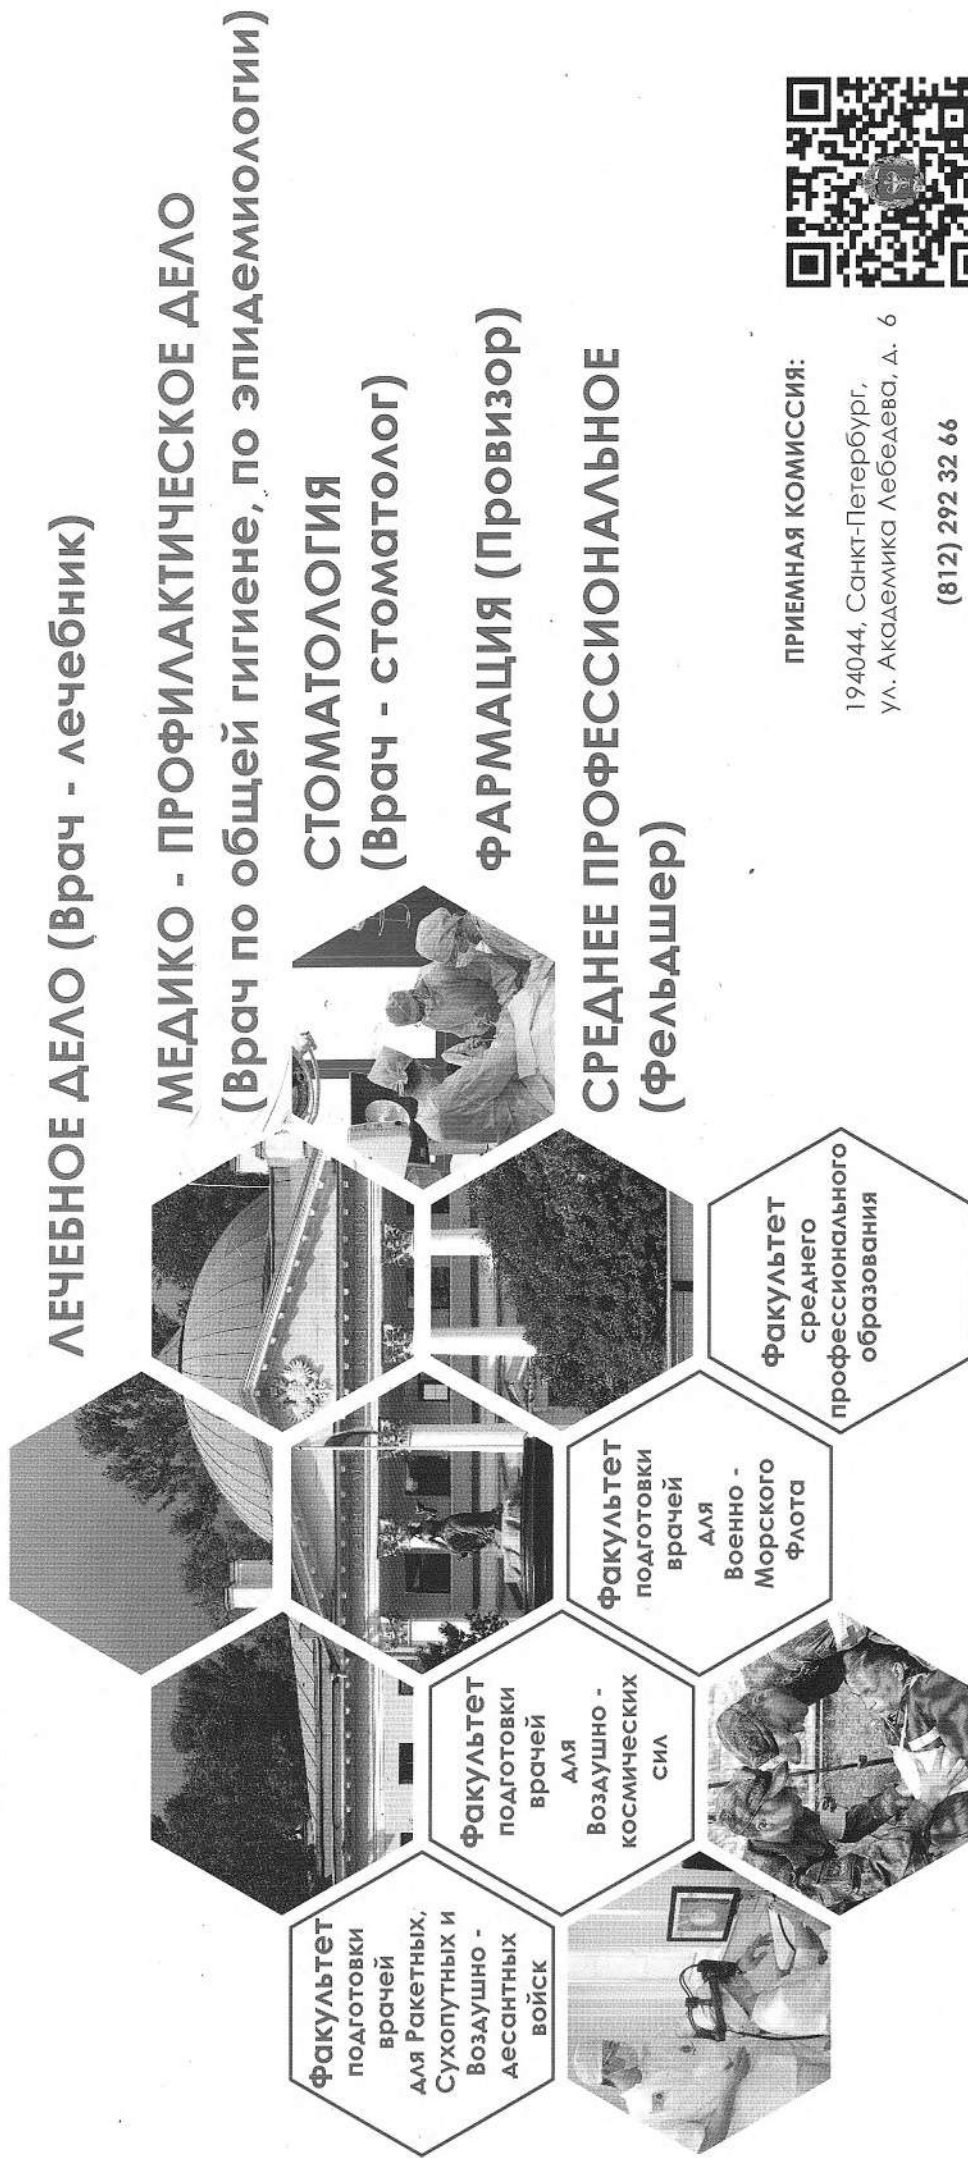 ЛЕЧЕБНОЕ ДЕЛО (Врач - лечебник)
МЕДИКО - ПРОФИЛАКТИЧЕСКОЕ ДЕЛО
(Врач по общей гигиене, по эпидемиологии)
СТОМАТОЛОГИЯ
(Врач - стоматолог)
ФАРМАЦИЯ (Провизор)
СРЕДНЕЕ ПРОФЕССИОНАЛЬНОЕ
(Фельдшер)
Факультет
подготовки
врачей
для Ракетных,
Сухопутных и
Воздушно -
десантных
войск
Факультет
подготовки
врачей
для
Воздушно -
космических
сил
Факультет
подготовки
врачей
для
Военно -
Морского
Флота
Факультет
среднего
профессионального
образования
ПРИЕМНАЯ КОМИССИЯ:
194044, Санкт-Петербург,
ул. Академика Лебедева, д. 6
(812) 292 32 66